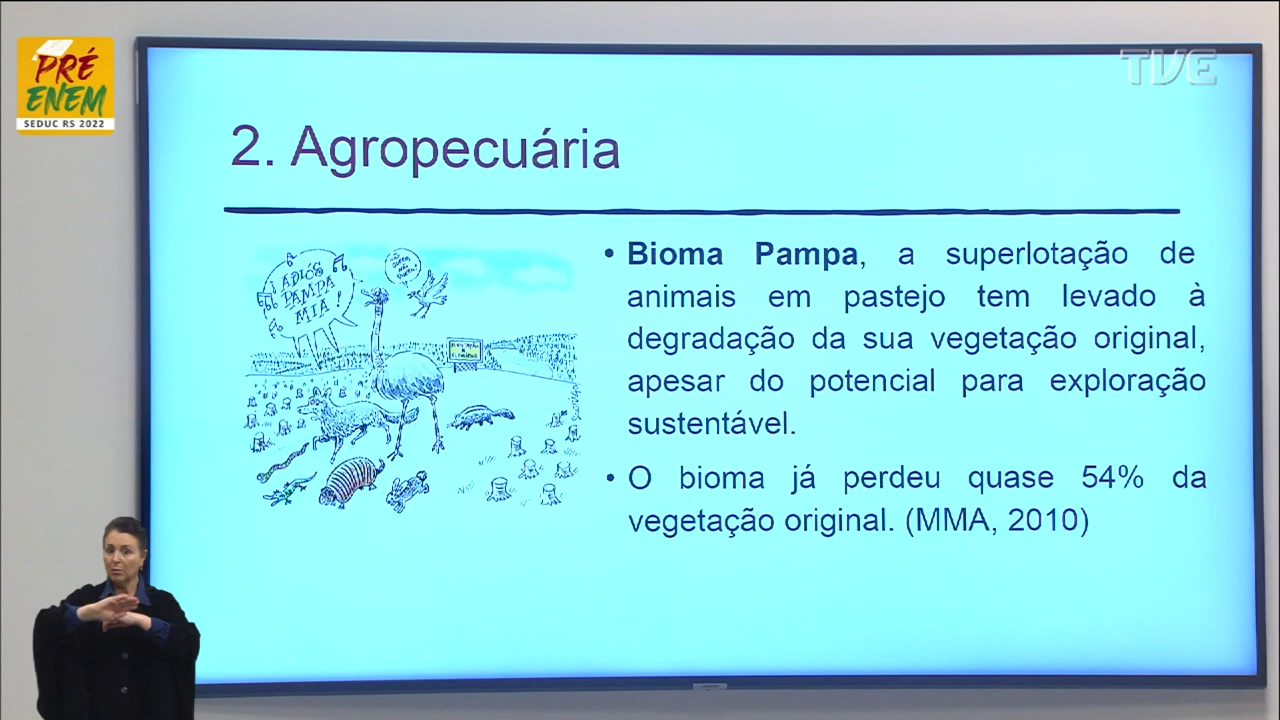 PRÉ
ENEM
SEDUC RS 2022
TVE
2. Agropecuária
ADIÓS
PAMPA
MIA!
• Bioma Pampa, a superlotação de
animais em pastejo tem levado à
degradação da sua vegetação original,
apesar do potencial para exploração
sustentável.
• O bioma já perdeu quase 54% da
vegetação original. (MMA, 2010)